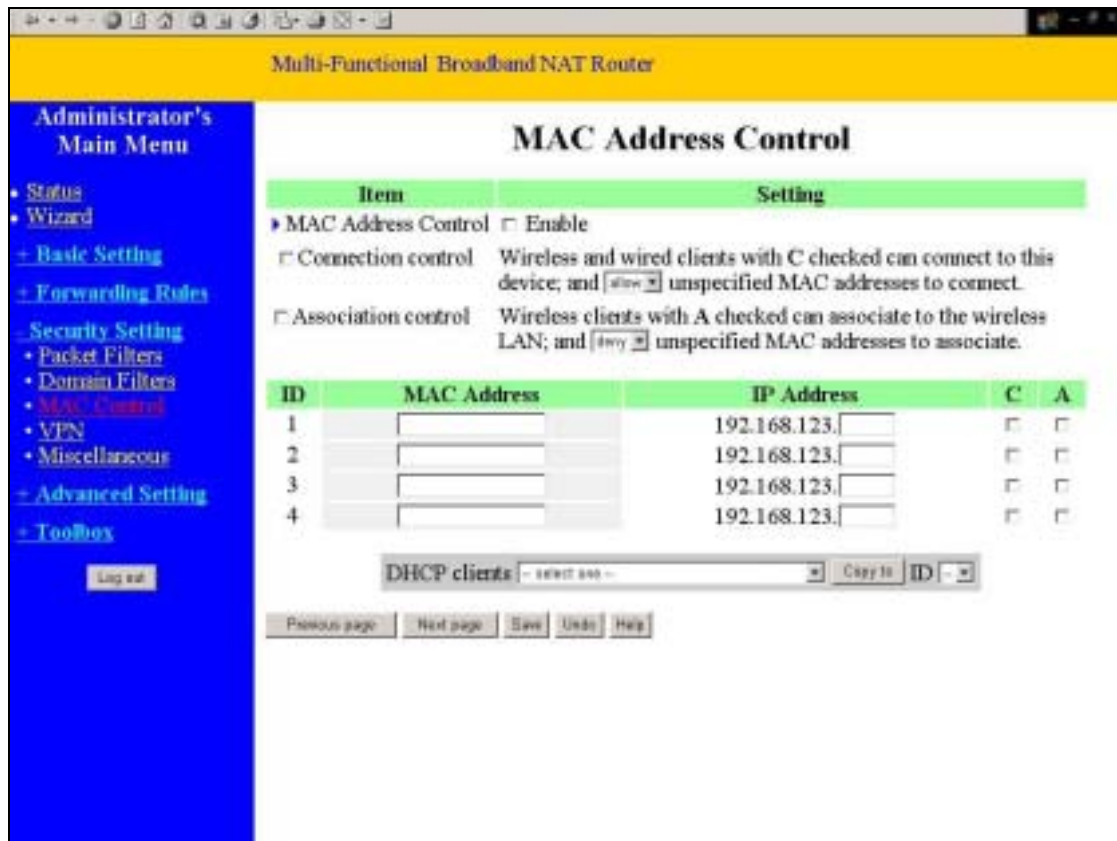 Multi-Functional Broadband NAT Router
Administrator's
Main Menu
• Status
• Wizard
+ Basic Setting
+ Forwarding Rules
- Security Setting
• Packet Filters
• Domain Filters
• MAC Control
• VPN
• Miscellaneous
+ Advanced Setting
+ Toolbox
Log out
MAC Address Control
Item Setting
MAC Address Control Enable
Connection control Wireless and wired clients with C checked can connect to this
device; and allow unspecified MAC addresses to connect.
Association control Wireless clients with A checked can associate to the wireless
LAN; and deny unspecified MAC addresses to associate.
ID MAC Address IP Address C A
1 192.168.123.
2 192.168.123.
3 192.168.123.
4 192.168.123.
DHCP clients -- select one -- Copy to ID --
Previous page Next page Save Undo Help